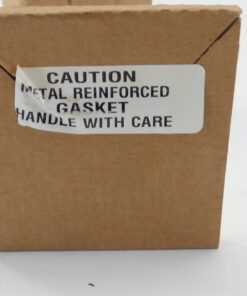 CAUTION
METAL REINFORCED
GASKET
HANDLE WITH CARE